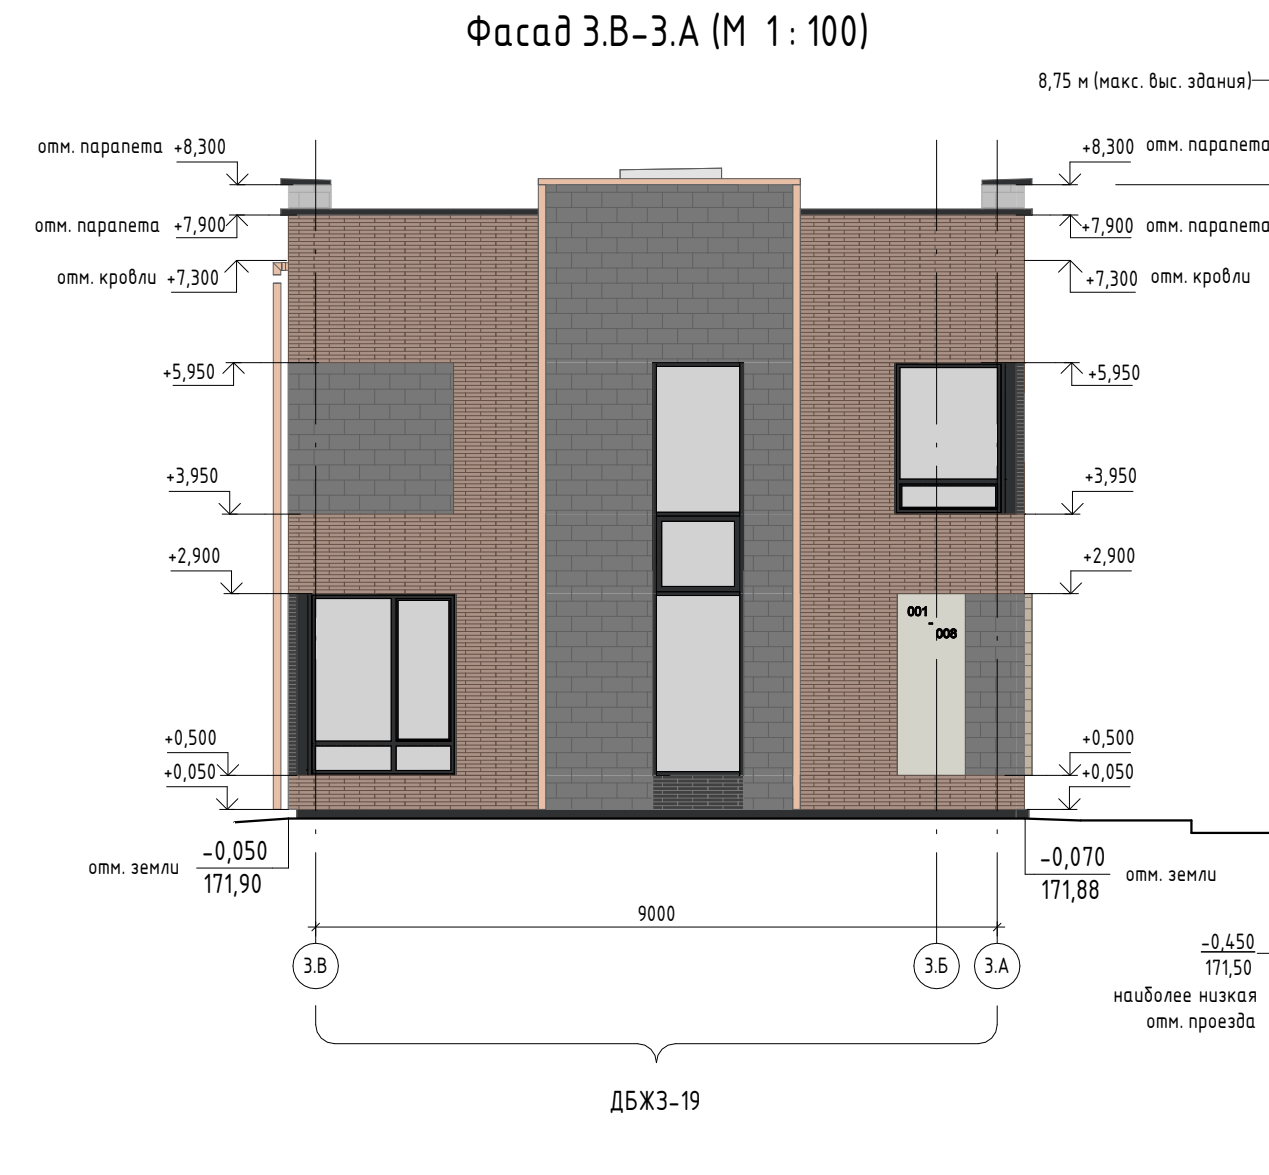 Фасад 3.В-3.А (М 1 : 100)
8,75 м (макс. выс. здания)
отм. парапета +8,300
+8,300 отм. парапета
отм. парапета +7,900
+7,900 отм. парапета
отм. кровли +7,300
+7,300 отм. кровли
+5,950
+5,950
+3,950
+3,950
+2,900
+2,900
001
-
008
+0,500
+0,500
+0,050
+0,050
отм. земли -0,050
171,90
-0,070 отм. земли
171,88
9000
3.В
3.Б
3.А
-0,450
171,50
наиболее низкая
отм. проезда
ДБЖЗ-19